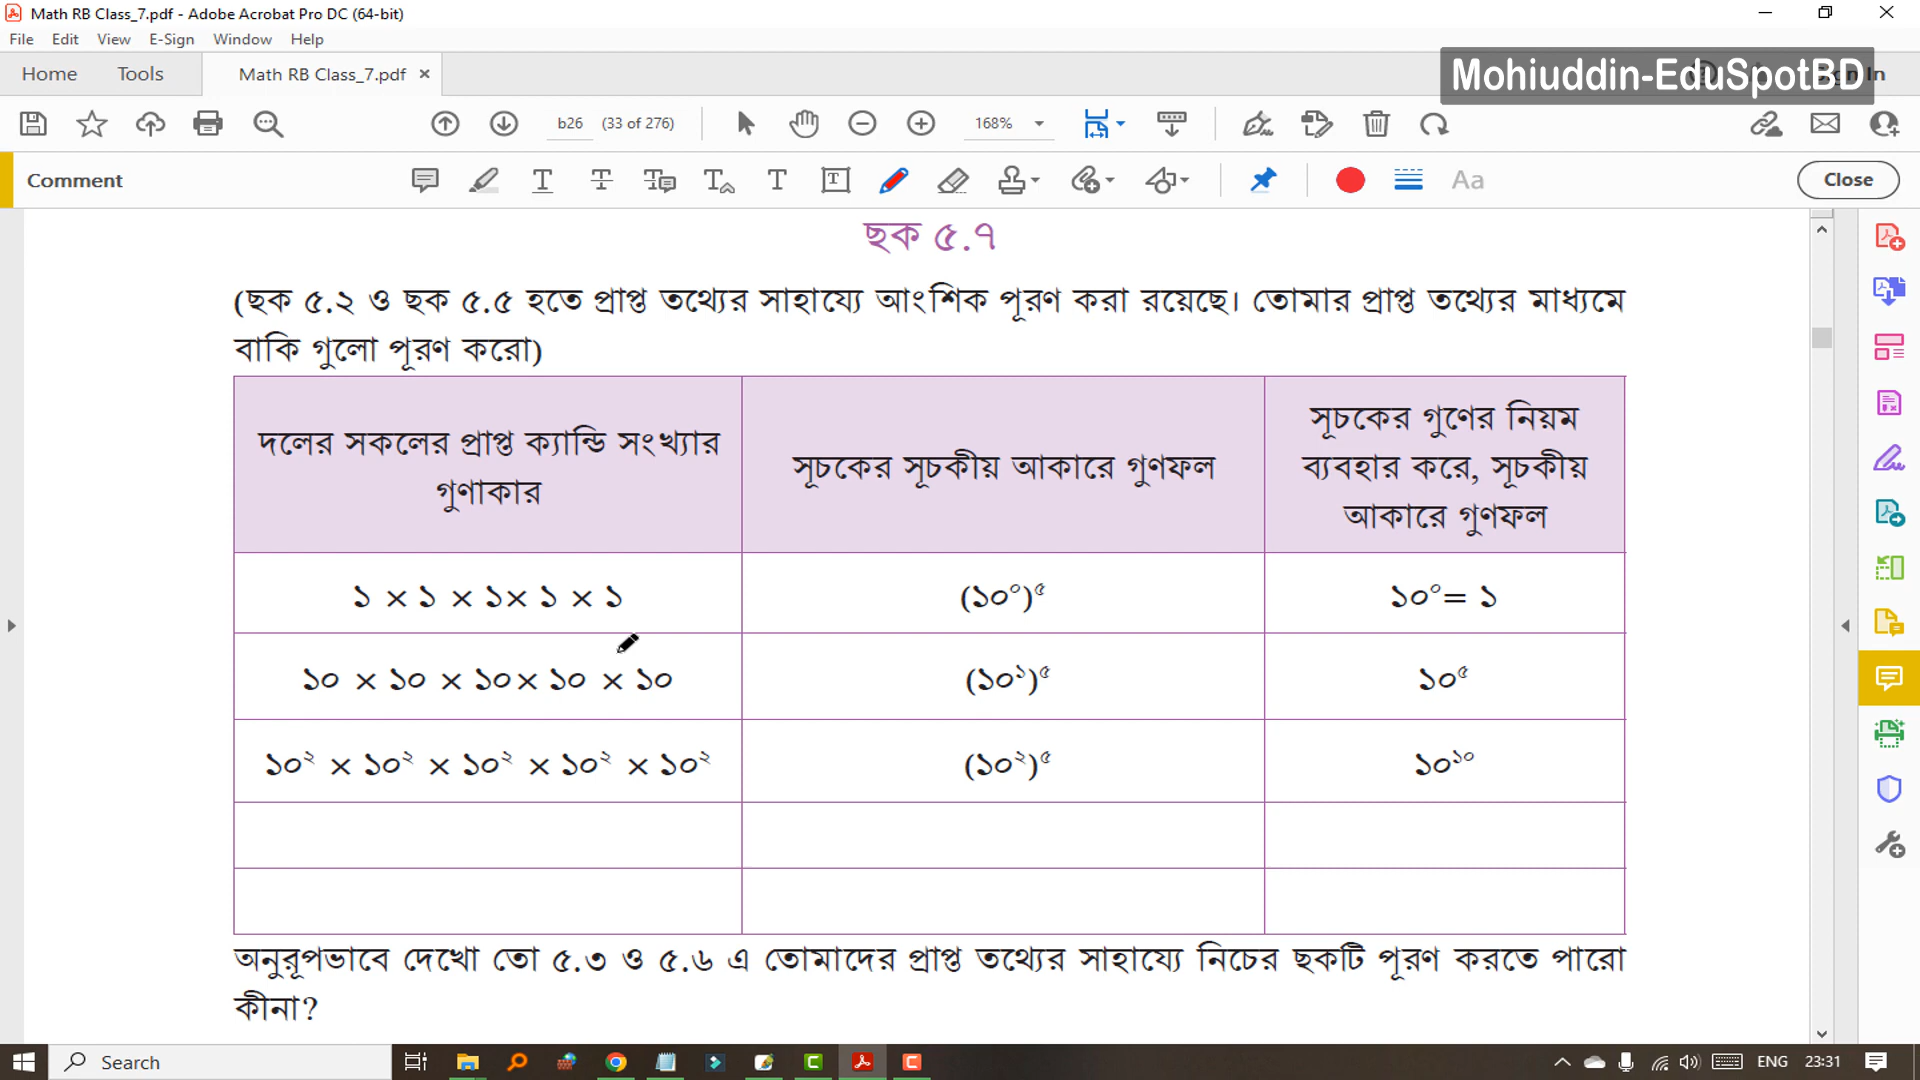 Math RB Class_7.pdf - Adobe Acrobat Pro DC (64-bit)
File Edit View E-Sign Window Help
Home Tools Math RB Class_7.pdf × Sign In
Mohiuddin-EduSpotBD
b26 (33 of 276) 168%
Comment Aa Close
ছক ৫.৭
(ছক ৫.২ ও ছক ৫.৫ হতে প্রাপ্ত তথ্যের সাহায্যে আংশিক পূরণ করা রয়েছে। তোমার প্রাপ্ত তথ্যের মাধ্যমে
বাকি গুলো পূরণ করো)
দলের সকলের প্রাপ্ত ক্যান্ডি সংখ্যার
গুণাকার
সূচকের সূচকীয় আকারে গুণফল
সূচকের গুণের নিয়ম
ব্যবহার করে, সূচকীয়
আকারে গুণফল
১ × ১ × ১× ১ × ১ (১০⁰)⁵ ১০⁰= ১
১০ × ১০ × ১০× ১০ × ১০ (১০¹)⁵ ১০⁵
১০² × ১০² × ১০² × ১০² × ১০² (১০²)⁵ ১০¹⁰
অনুরূপভাবে দেখো তো ৫.৩ ও ৫.৬ এ তোমাদের প্রাপ্ত তথ্যের সাহায্যে নিচের ছকটি পূরণ করতে পারো
কীনা?
Search ENG 23:31